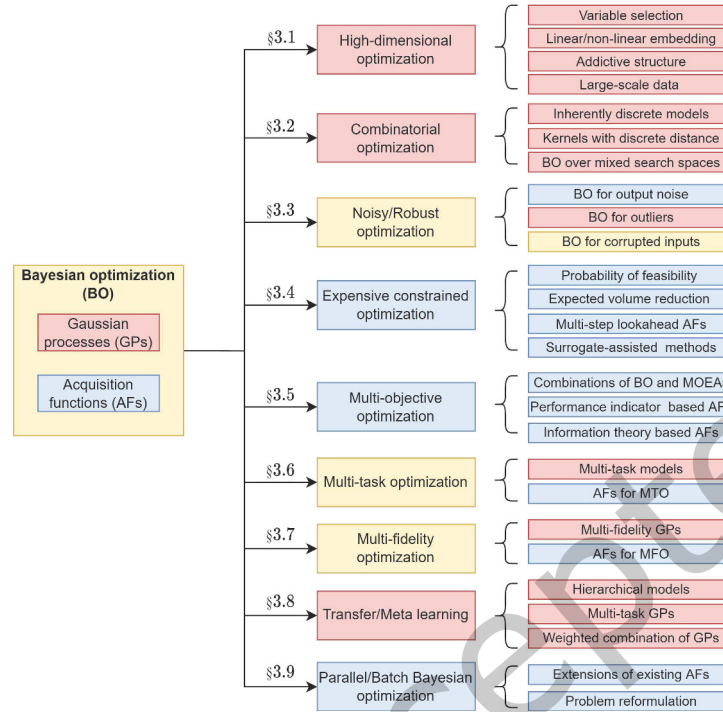 §3.1
High-dimensional
optimization
Variable selection
Linear/non-linear embedding
Addictive structure
Large-scale data
§3.2
Combinatorial
optimization
Inherently discrete models
Kernels with discrete distance
BO over mixed search spaces
§3.3
Noisy/Robust
optimization
BO for output noise
BO for outliers
BO for corrupted inputs
Bayesian optimization
(BO)
Gaussian
processes (GPs)
Acquisition
functions (AFs)
§3.4
Expensive constrained
optimization
Probability of feasibility
Expected volume reduction
Multi-step lookahead AFs
Surrogate-assisted methods
§3.5
Multi-objective
optimization
Combinations of BO and MOEAs
Performance indicator based AF
Information theory based AFs
§3.6
Multi-task optimization
Multi-task models
AFs for MTO
§3.7
Multi-fidelity
optimization
Multi-fidelity GPs
AFs for MFO
§3.8
Transfer/Meta learning
Hierarchical models
Multi-task GPs
Weighted combination of GPs
§3.9
Parallel/Batch Bayesian
optimization
Extensions of existing AFs
Problem reformulation
cepte